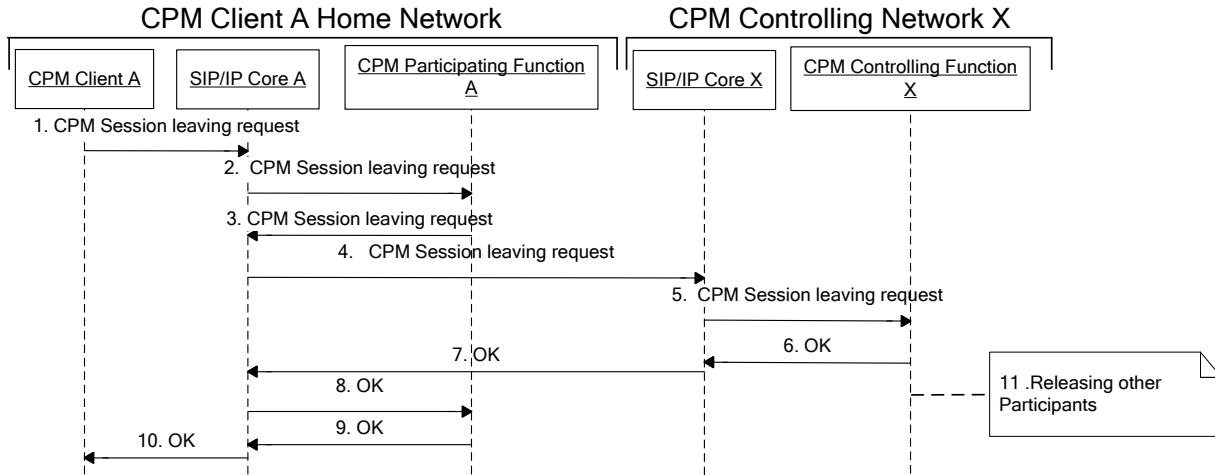 CPM Client A Home Network
CPM Controlling Network X
CPM Client A
SIP/IP Core A
CPM Participating Function
A
SIP/IP Core X
CPM Controlling Function
X
1. CPM Session leaving request
2. CPM Session leaving request
3. CPM Session leaving request
4. CPM Session leaving request
5. CPM Session leaving request
6. OK
7. OK
8. OK
9. OK
10. OK
11 .Releasing other
Participants